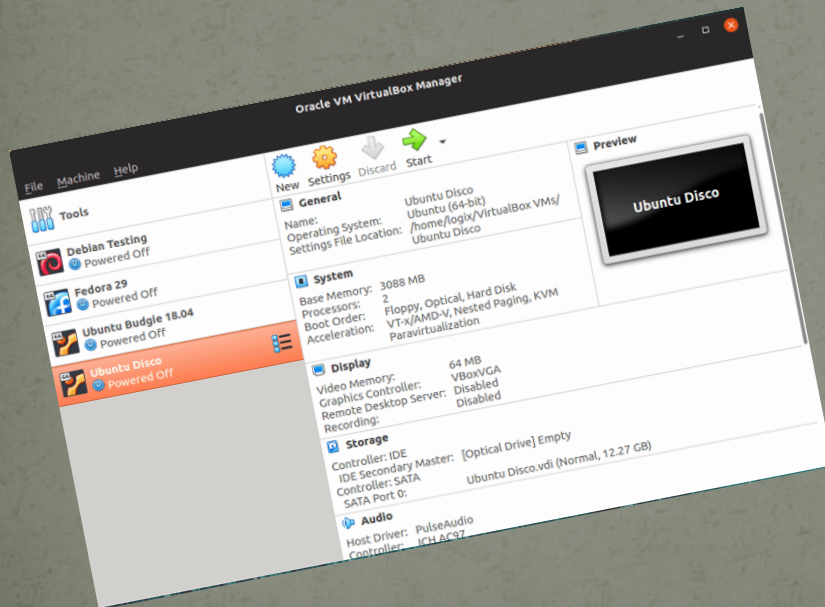 Oracle VM VirtualBox Manager
File Machine Help
Tools
Debian Testing
Powered Off
Fedora 29
Powered Off
Ubuntu Budgie 18.04
Powered Off
Ubuntu Disco
Powered Off
New Settings Discard Start
General
Name: Ubuntu Disco
Operating System: Ubuntu (64-bit)
Settings File Location: /home/logix/VirtualBox VMs/
Ubuntu Disco
Preview
Ubuntu Disco
System
Base Memory: 3088 MB
Processors: 2
Boot Order: Floppy, Optical, Hard Disk
Acceleration: VT-x/AMD-V, Nested Paging, KVM
Paravirtualization
Display
Video Memory: 64 MB
Graphics Controller: VBoxVGA
Remote Desktop Server: Disabled
Recording: Disabled
Storage
Controller: IDE
IDE Secondary Master: [Optical Drive] Empty
Controller: SATA
SATA Port 0: Ubuntu Disco.vdi (Normal, 12.27 GB)
Audio
Host Driver: PulseAudio
Controller: ICH AC97